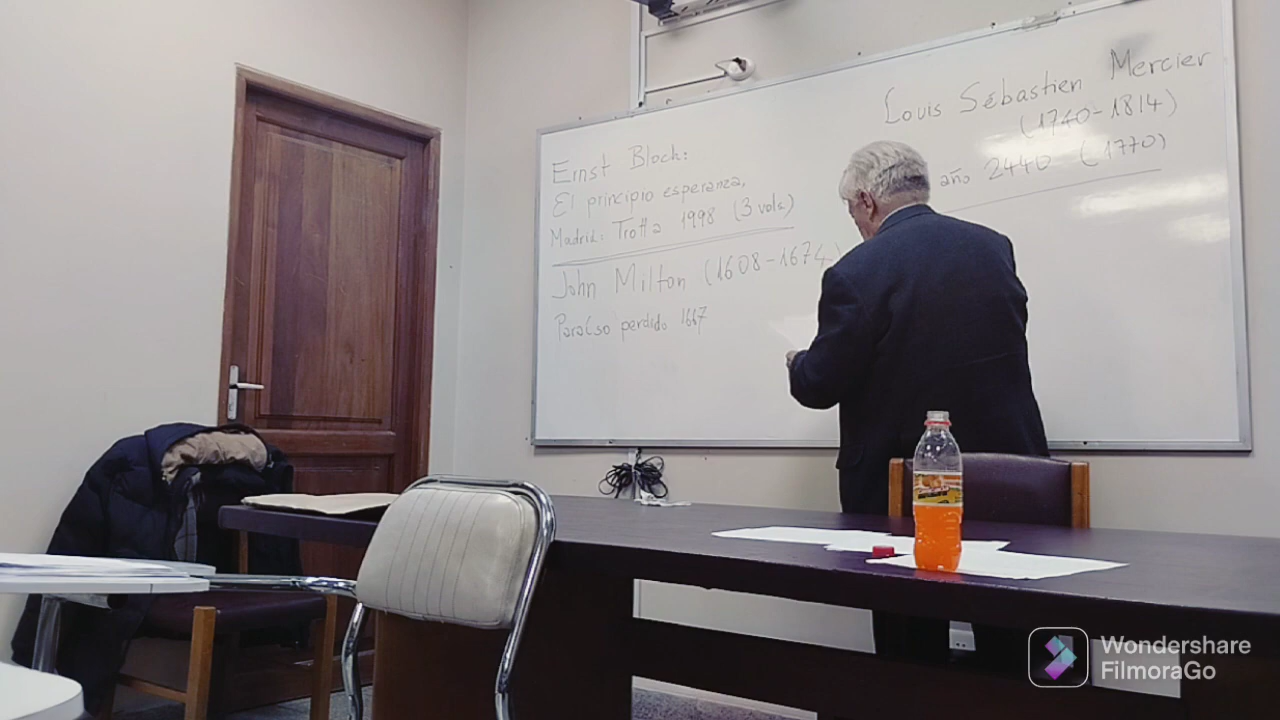 Ernst Bloch:
El principio esperanza,
Madrid: Trotta 1998 (3 vols.)
John Milton (1608-1674)
Paraíso perdido 1667
Louis Sébastien Mercier
(1740-1814)
año 2440 (1770)
Wondershare
FilmoraGo